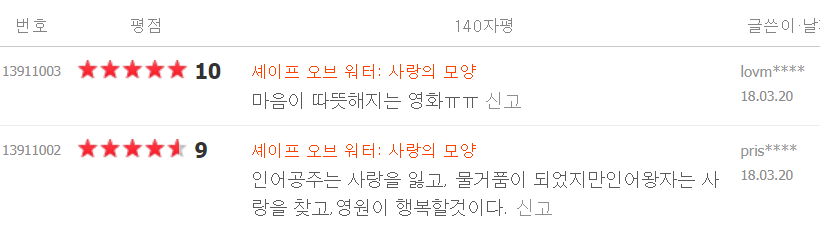 번호 평점 140자평 글쓴이·날
13911003 10 셰이프 오브 워터: 사랑의 모양 lovm****
마음이 따뜻해지는 영화ㅠㅠ 신고 18.03.20
13911002 9 셰이프 오브 워터: 사랑의 모양 pris****
인어공주는 사랑을 잃고, 물거품이 되었지만인어왕자는 사 18.03.20
랑을 찾고,영원이 행복할것이다. 신고